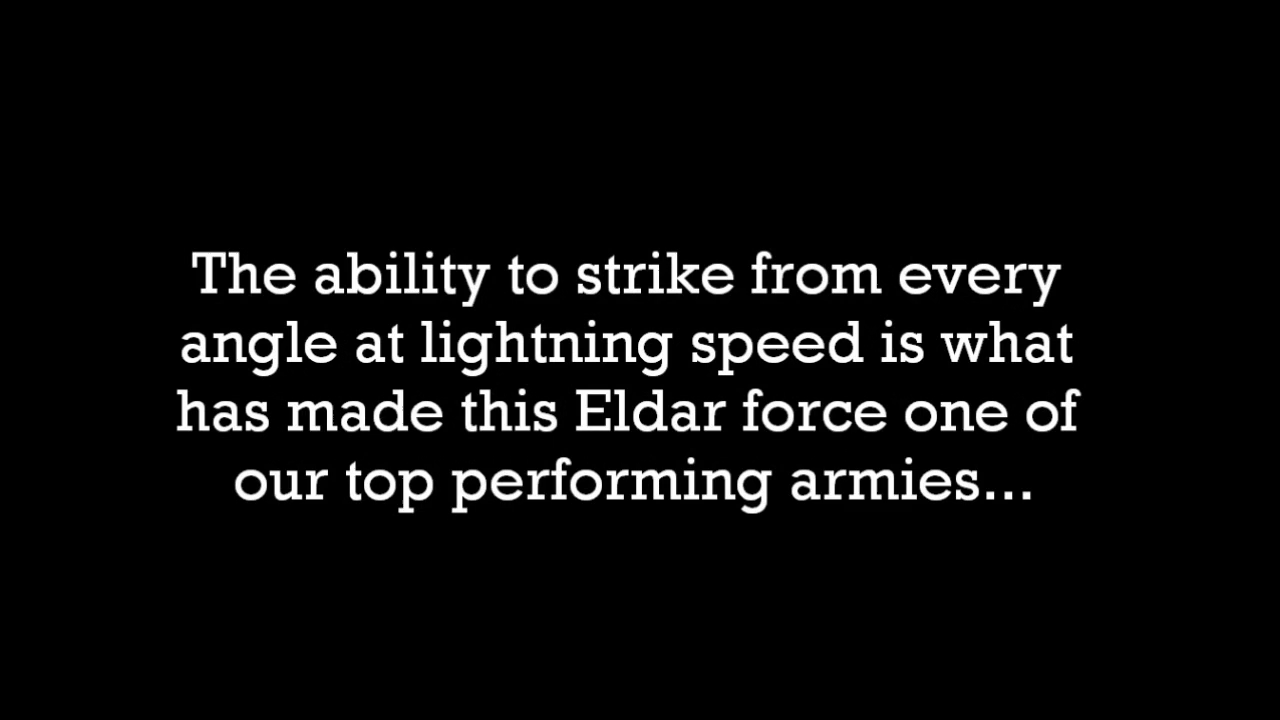 The ability to strike from every
angle at lightning speed is what
has made this Eldar force one of
our top performing armies...